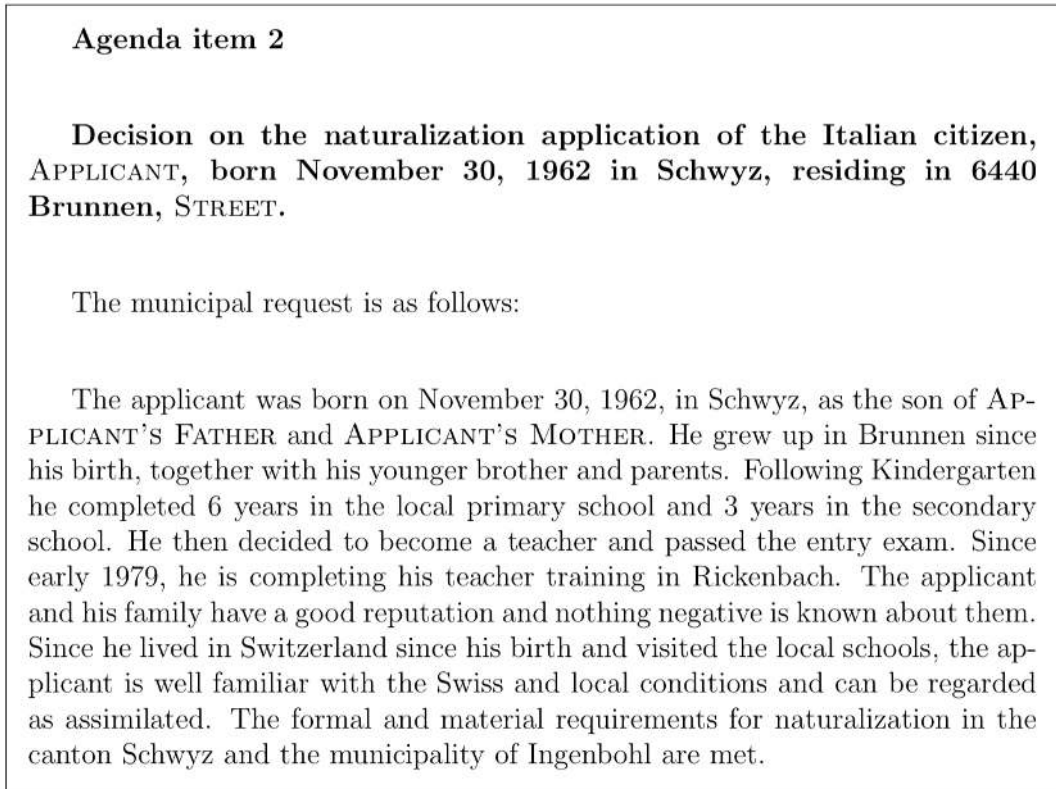 Agenda item 2
Decision on the naturalization application of the Italian citizen,
APPLICANT, born November 30, 1962 in Schwyz, residing in 6440
Brunnen, STREET.
The municipal request is as follows:
The applicant was born on November 30, 1962, in Schwyz, as the son of AP-
PLICANT'S FATHER and APPLICANT'S MOTHER. He grew up in Brunnen since
his birth, together with his younger brother and parents. Following Kindergarten
he completed 6 years in the local primary school and 3 years in the secondary
school. He then decided to become a teacher and passed the entry exam. Since
early 1979, he is completing his teacher training in Rickenbach. The applicant
and his family have a good reputation and nothing negative is known about them.
Since he lived in Switzerland since his birth and visited the local schools, the ap-
plicant is well familiar with the Swiss and local conditions and can be regarded
as assimilated. The formal and material requirements for naturalization in the
canton Schwyz and the municipality of Ingenbohl are met.